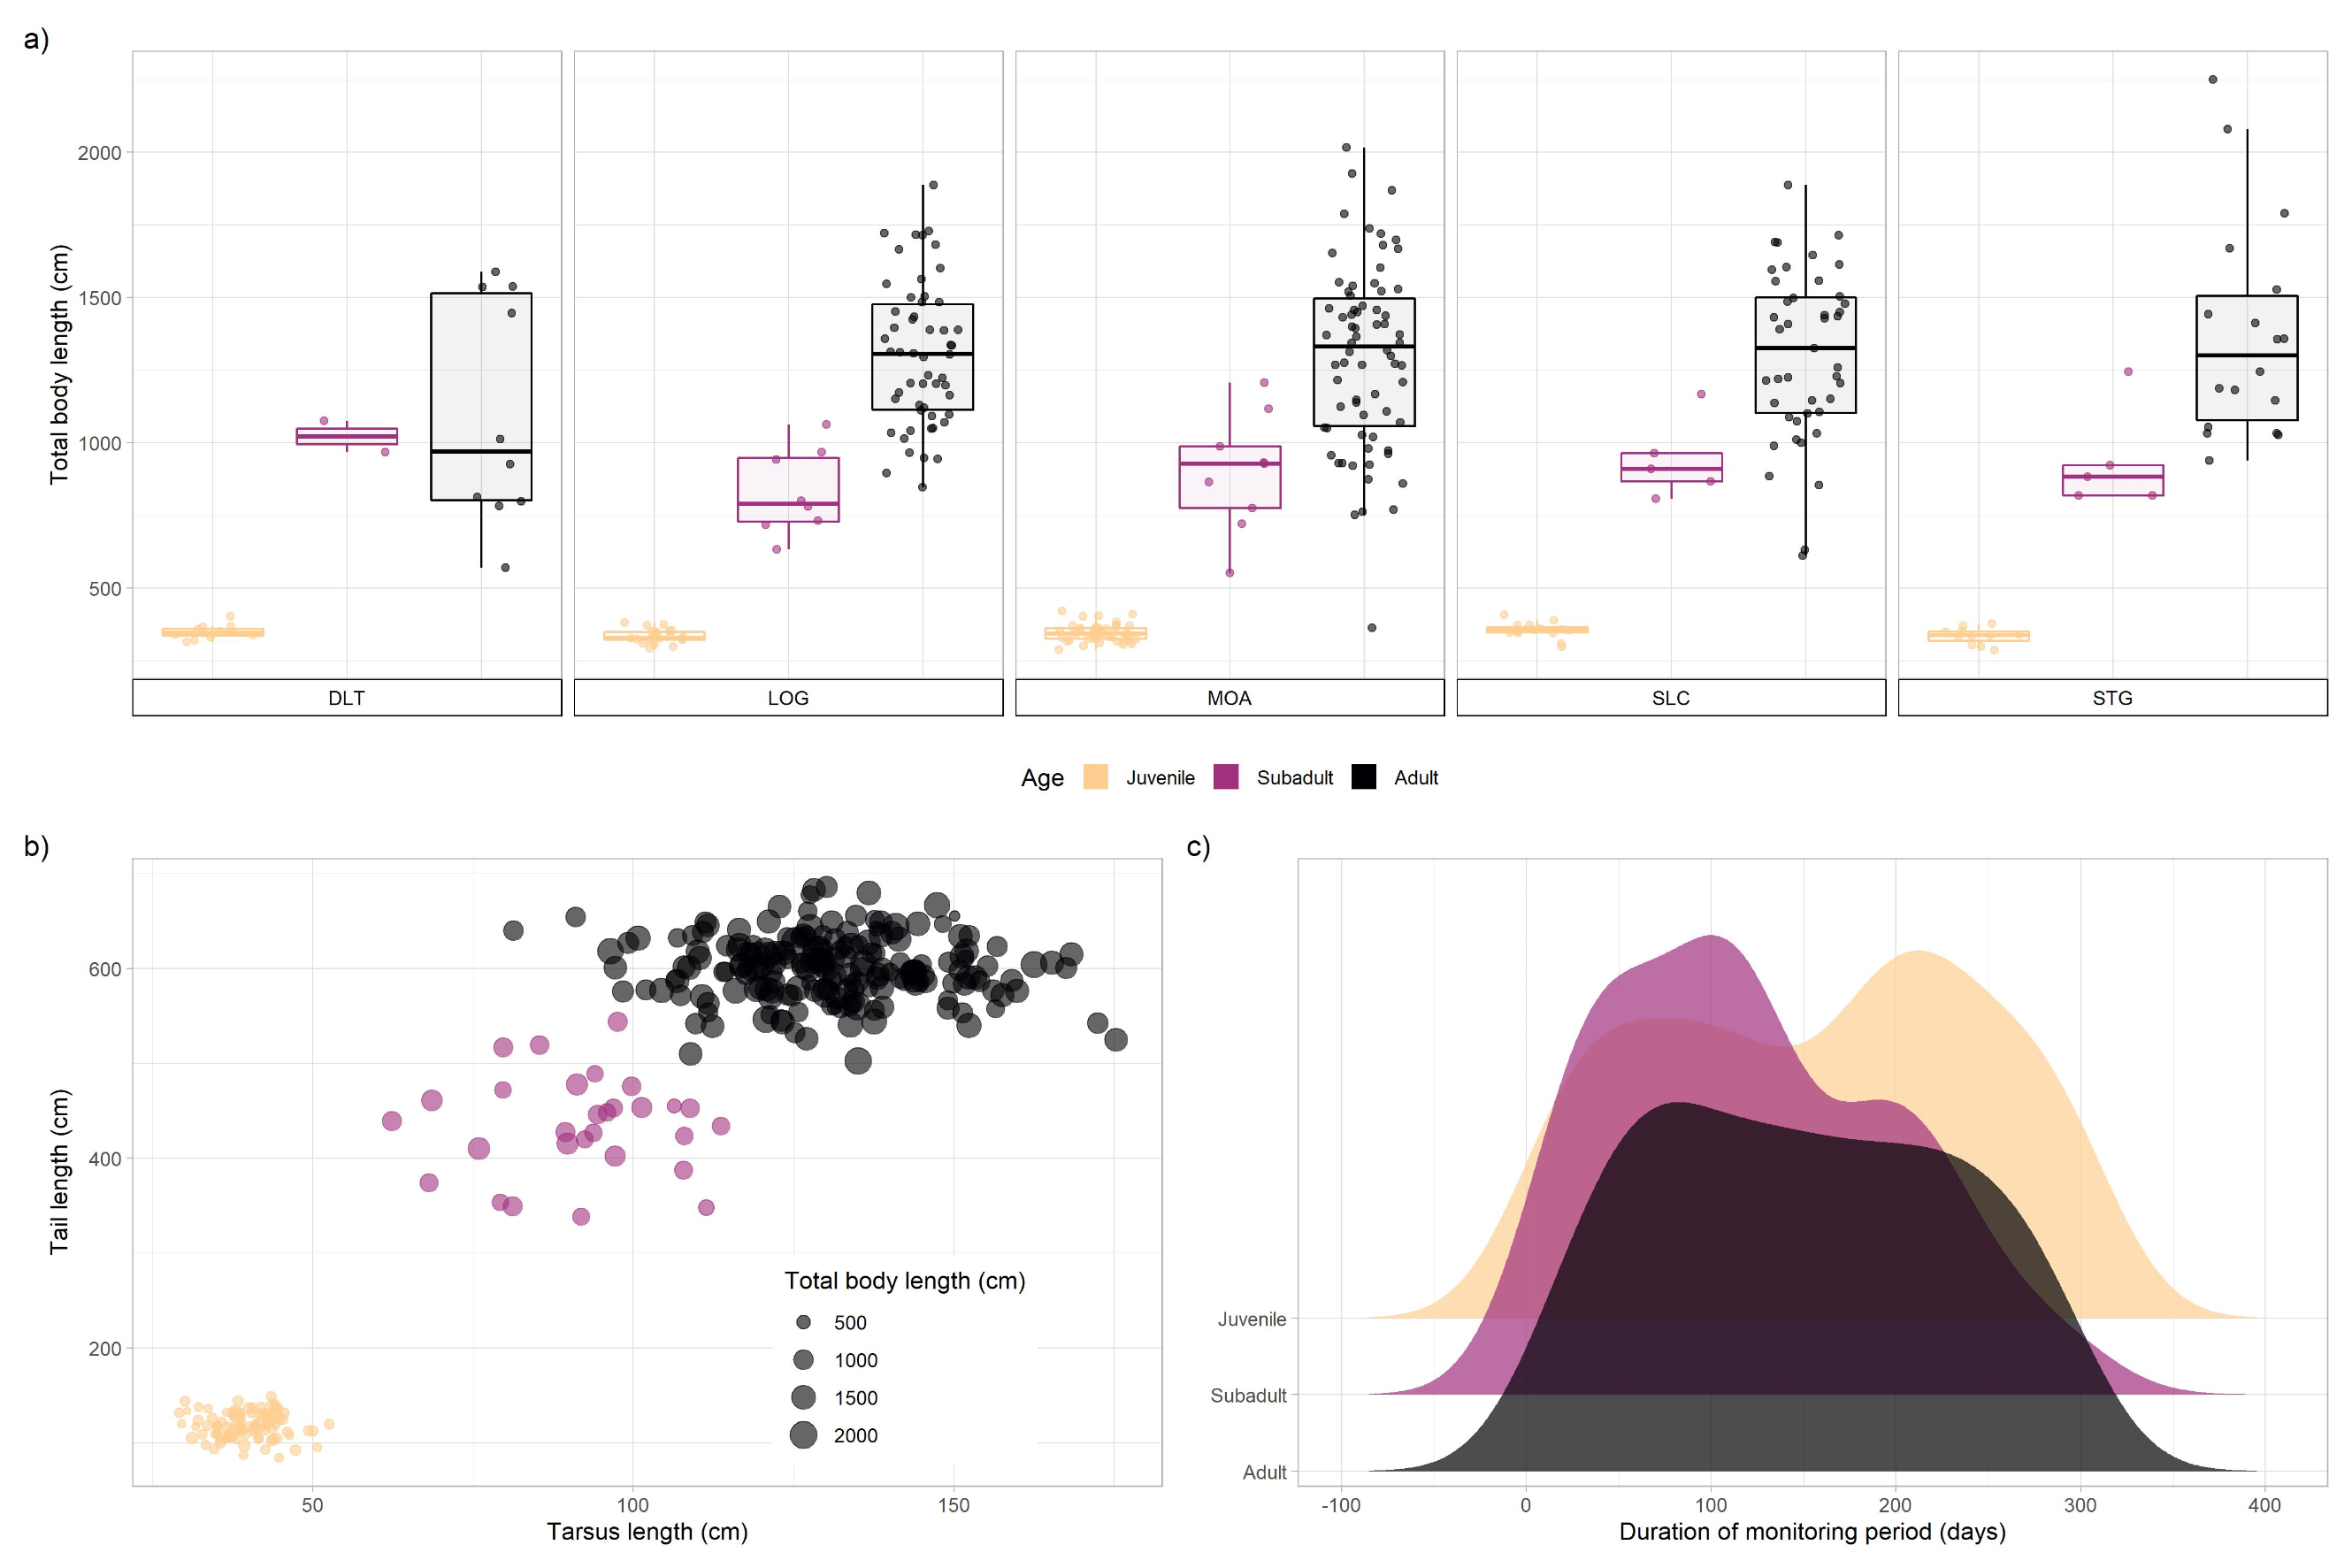 a)
Total body length (cm)
2000
1500
1000
500
DLT LOG MOA SLC STG
Age Juvenile Subadult Adult
b)
Tail length (cm)
600
400
200
Total body length (cm)
500
1000
1500
2000
50 100 150
Tarsus length (cm)
c)
Juvenile
Subadult
Adult
-100 0 100 200 300 400
Duration of monitoring period (days)